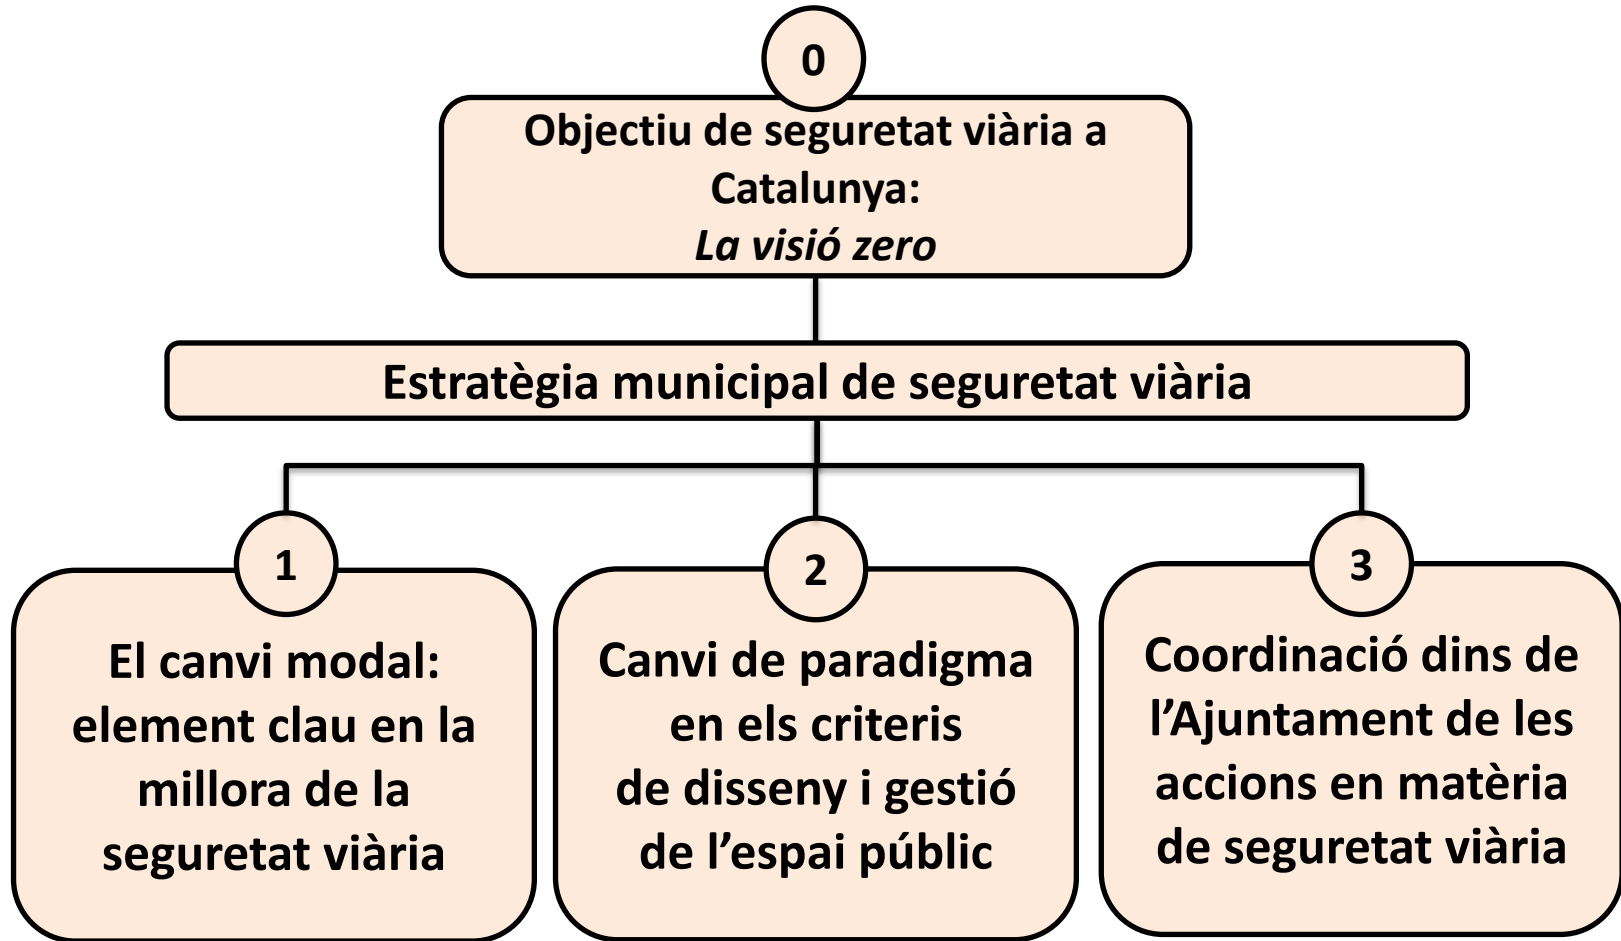 0
Objectiu de seguretat viària a
Catalunya:
La visió zero
Estratègia municipal de seguretat viària
1
El canvi modal:
element clau en la
millora de la
seguretat viària
2
Canvi de paradigma
en els criteris
de disseny i gestió
de l’espai públic
3
Coordinació dins de
l’Ajuntament de les
accions en matèria
de seguretat viària